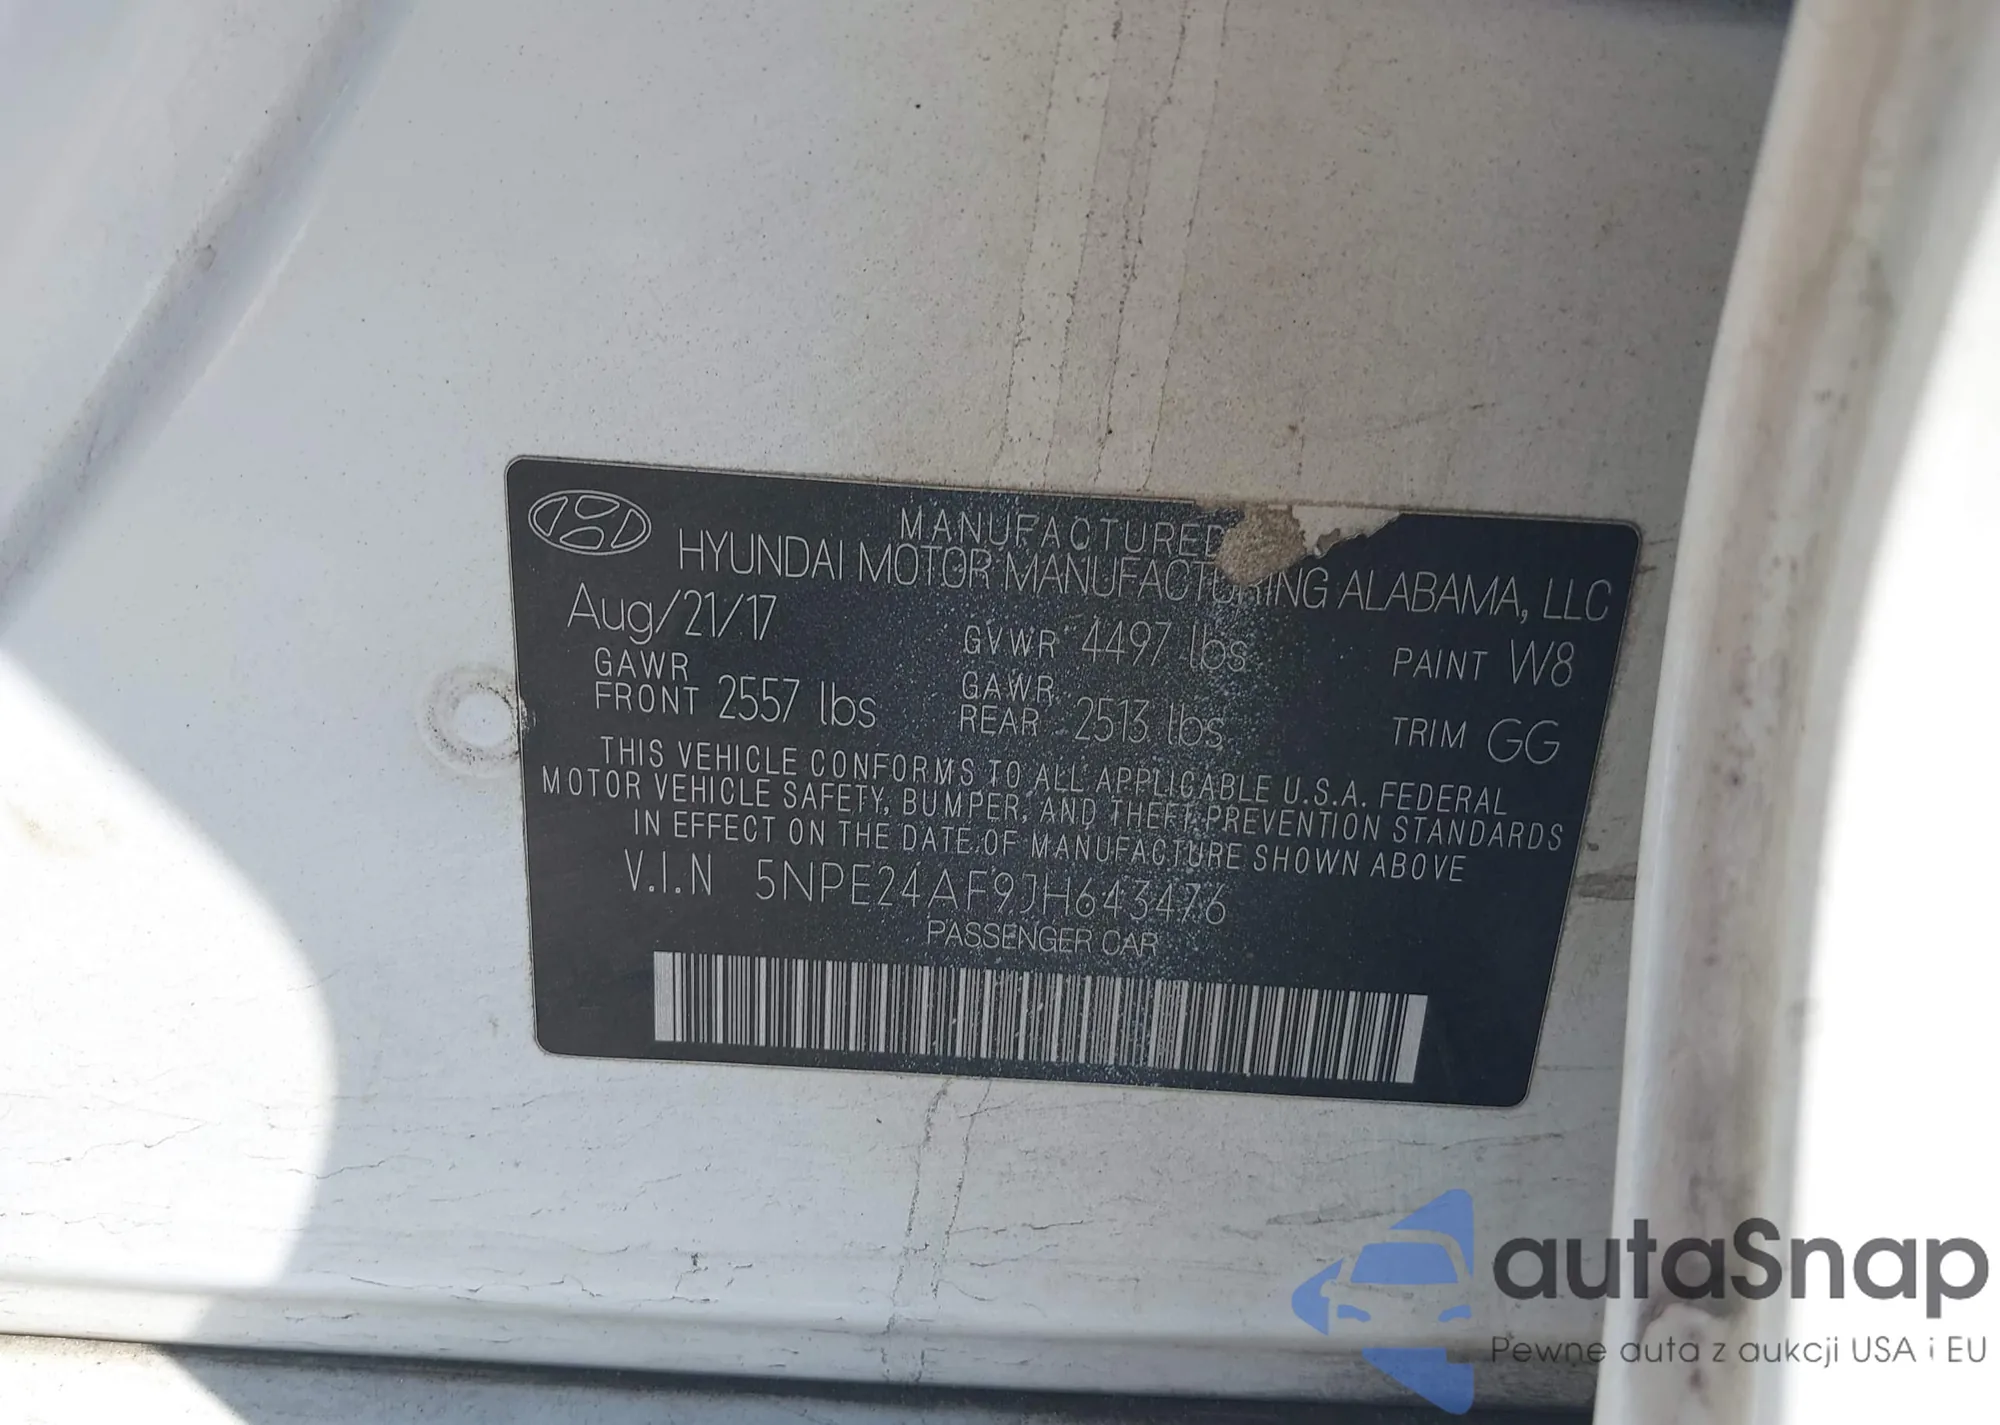 MANUFACTURED
HYUNDAI MOTOR MANUFACTURING ALABAMA, LLC
Aug/21/17 GVWR 4497 lbs PAINT W8
GAWR FRONT 2557 lbs GAWR REAR 2513 lbs TRIM GG
THIS VEHICLE CONFORMS TO ALL APPLICABLE U.S.A. FEDERAL
MOTOR VEHICLE SAFETY, BUMPER, AND THEFT PREVENTION STANDARDS
IN EFFECT ON THE DATE OF MANUFACTURE SHOWN ABOVE
V.I.N 5NPE24AF9JH643476
PASSENGER CAR
autaSnap
Pewne auta z aukcji USA i EU